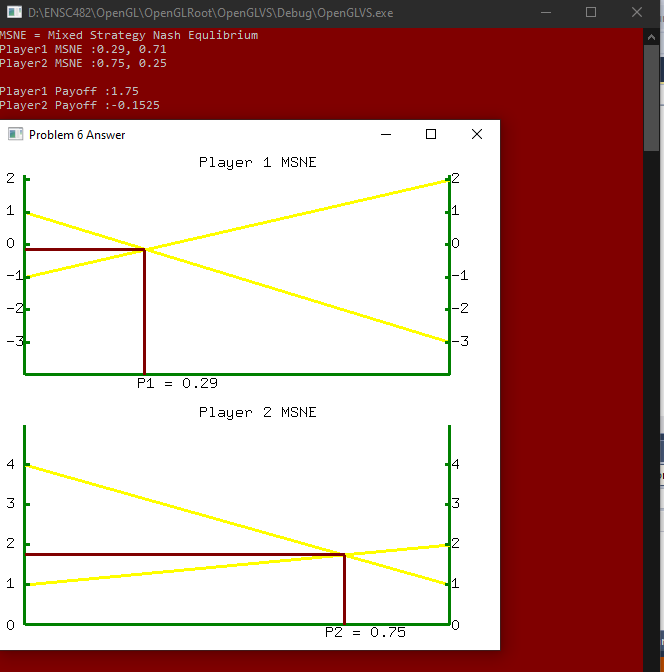 D:\ENSC482\OpenGL\OpenGLRoot\OpenGLVS\Debug\OpenGLVS.exe
MSNE = Mixed Strategy Nash Equlibrium
Player1 MSNE :0.29, 0.71
Player2 MSNE :0.75, 0.25
Player1 Payoff :1.75
Player2 Payoff :-0.1525
Problem 6 Answer
Player 1 MSNE
2 2
1 1
0 0
-1 -1
-2 -2
-3 -3
P1 = 0.29
Player 2 MSNE
4 4
3 3
2 2
1 1
0 0
P2 = 0.75